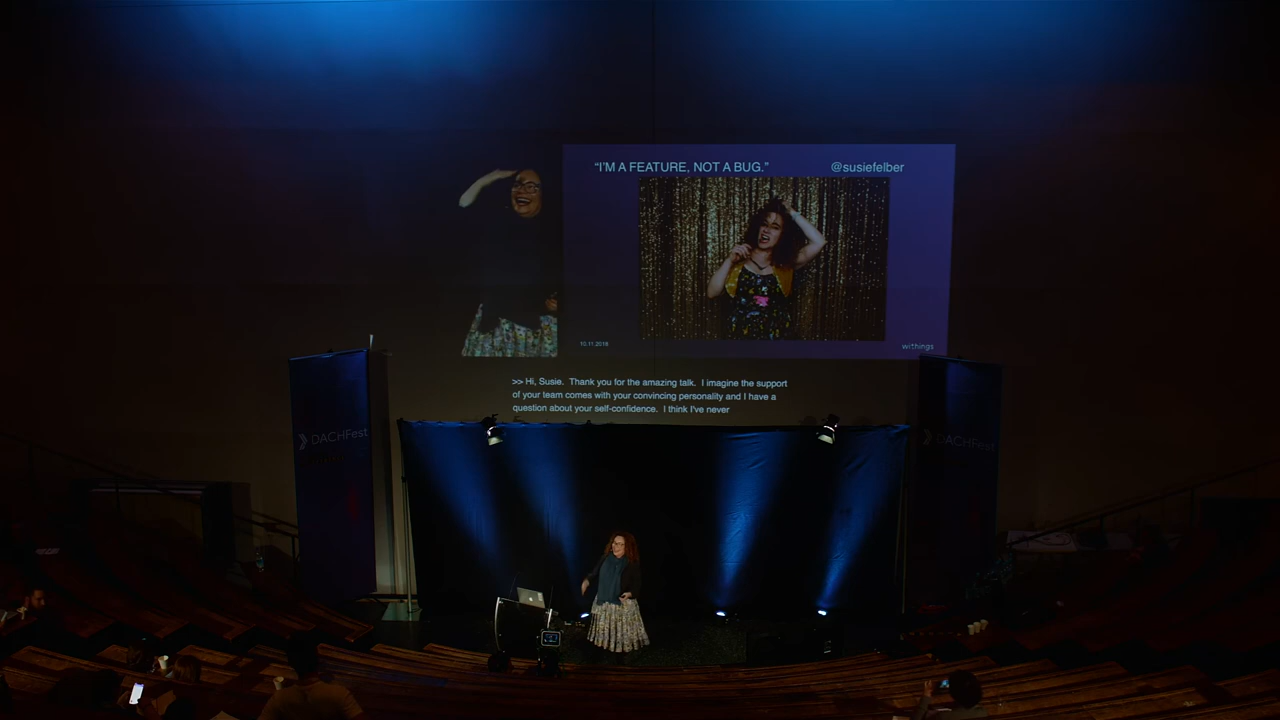 “I’M A FEATURE, NOT A BUG.”
@susiefelber
10.11.2018
withings
>> Hi, Susie.  Thank you for the amazing talk.  I imagine the support
of your team comes with your convincing personality and I have a
question about your self-confidence.  I think I've never
DACHFest
DACHFest